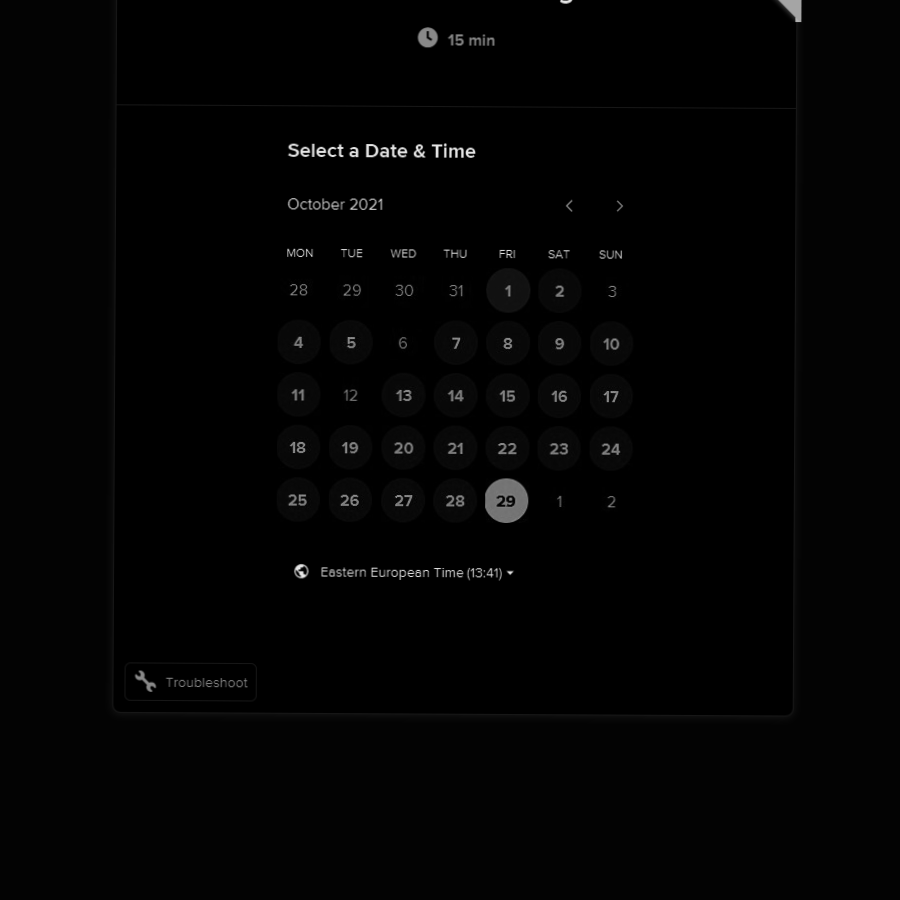 15 min
Select a Date & Time
October 2021
MON TUE WED THU FRI SAT SUN
28 29 30 31 1 2 3
4 5 6 7 8 9 10
11 12 13 14 15 16 17
18 19 20 21 22 23 24
25 26 27 28 29 1 2
Eastern European Time (13:41)
Troubleshoot